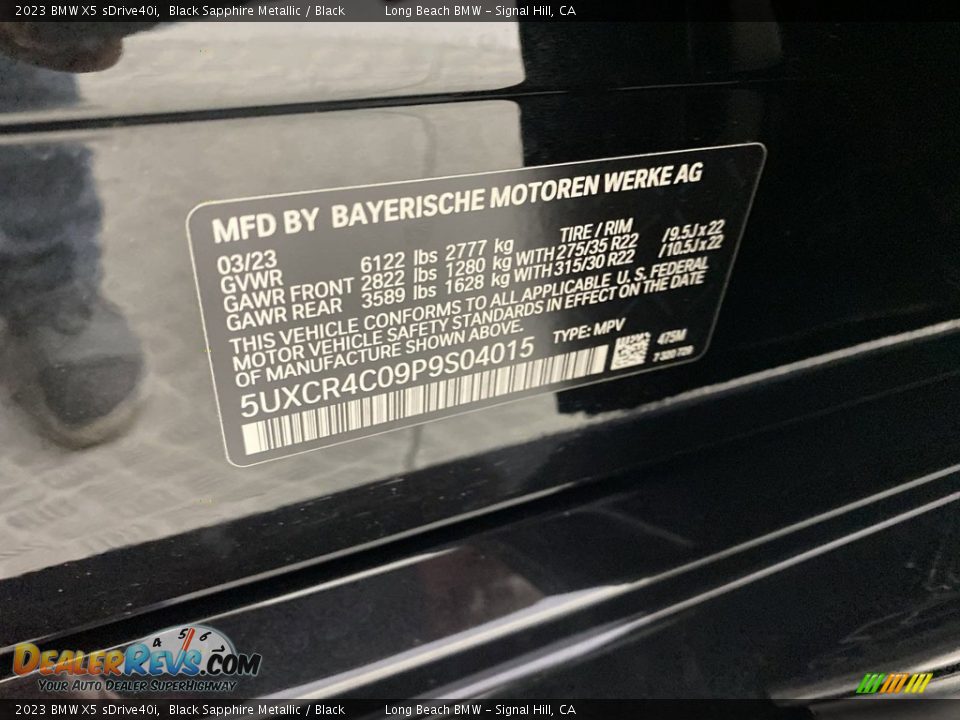 2023 BMW X5 sDrive40i, Black Sapphire Metallic / Black Long Beach BMW - Signal Hill, CA
MFD BY BAYERISCHE MOTOREN WERKE AG
03/23 TIRE / RIM
GVWR 6122 lbs 2777 kg
GAWR FRONT 2822 lbs 1280 kg WITH 275/35 R22 /9.5J x 22
GAWR REAR 3589 lbs 1628 kg WITH 315/30 R22 /10.5J x 22
THIS VEHICLE CONFORMS TO ALL APPLICABLE U. S. FEDERAL
MOTOR VEHICLE SAFETY STANDARDS IN EFFECT ON THE DATE
OF MANUFACTURE SHOWN ABOVE.
5UXCR4C09P9S04015 TYPE: MPV
475M
4 5 6
DEALERREVS.COM
YOUR AUTO DEALER SUPERHIGHWAY
2023 BMW X5 sDrive40i, Black Sapphire Metallic / Black Long Beach BMW - Signal Hill, CA